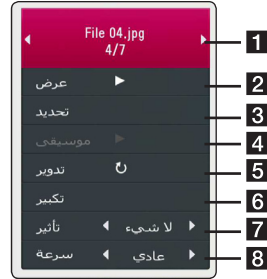 File 04.jpg
4/7
1
عرض 2
تحديد 3
موسيقى 4
تدوير 5
تكبير 6
تأثير لا شيء 7
سرعة عادي 8